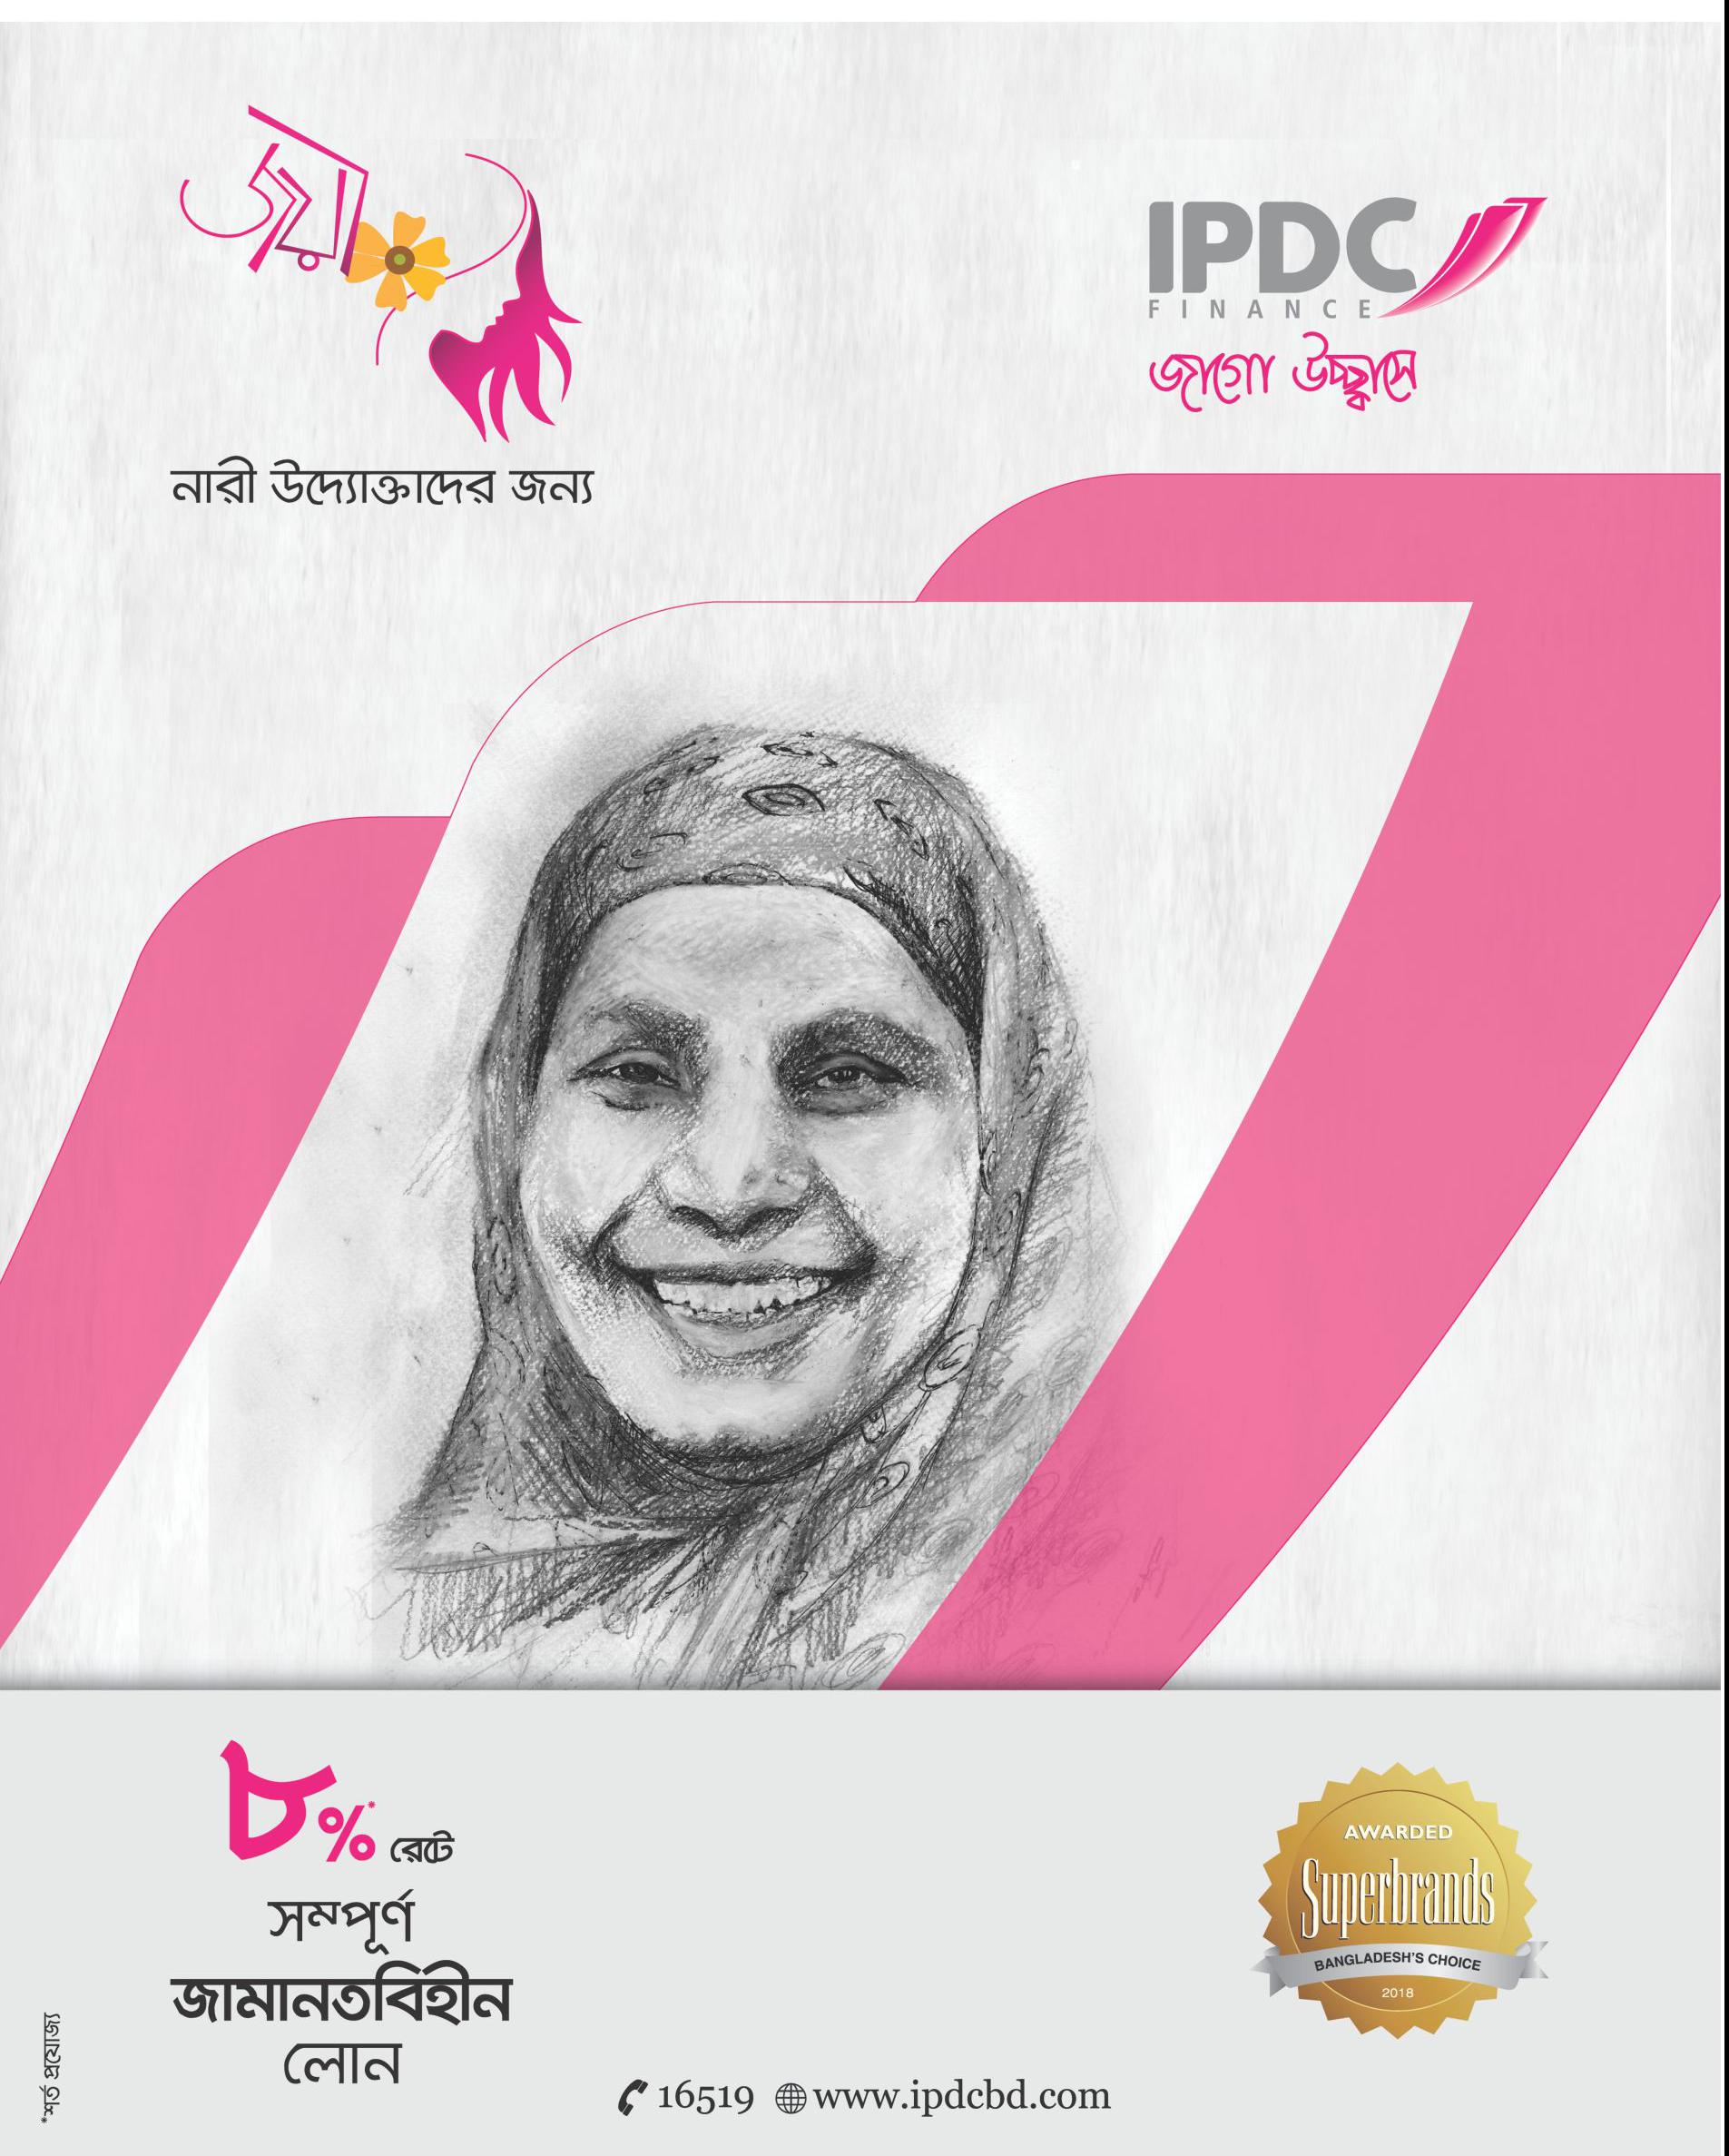 জয়ী
নারী উদ্যোক্তাদের জন্য
IPDC
FINANCE
জাগো উচ্ছ্বাসে
৮%* রেটে
সম্পূর্ণ
জামানতবিহীন
লোন
*শর্ত প্রযোজ্য
16519 www.ipdcbd.com
AWARDED
Superbrands
BANGLADESH'S CHOICE
2018